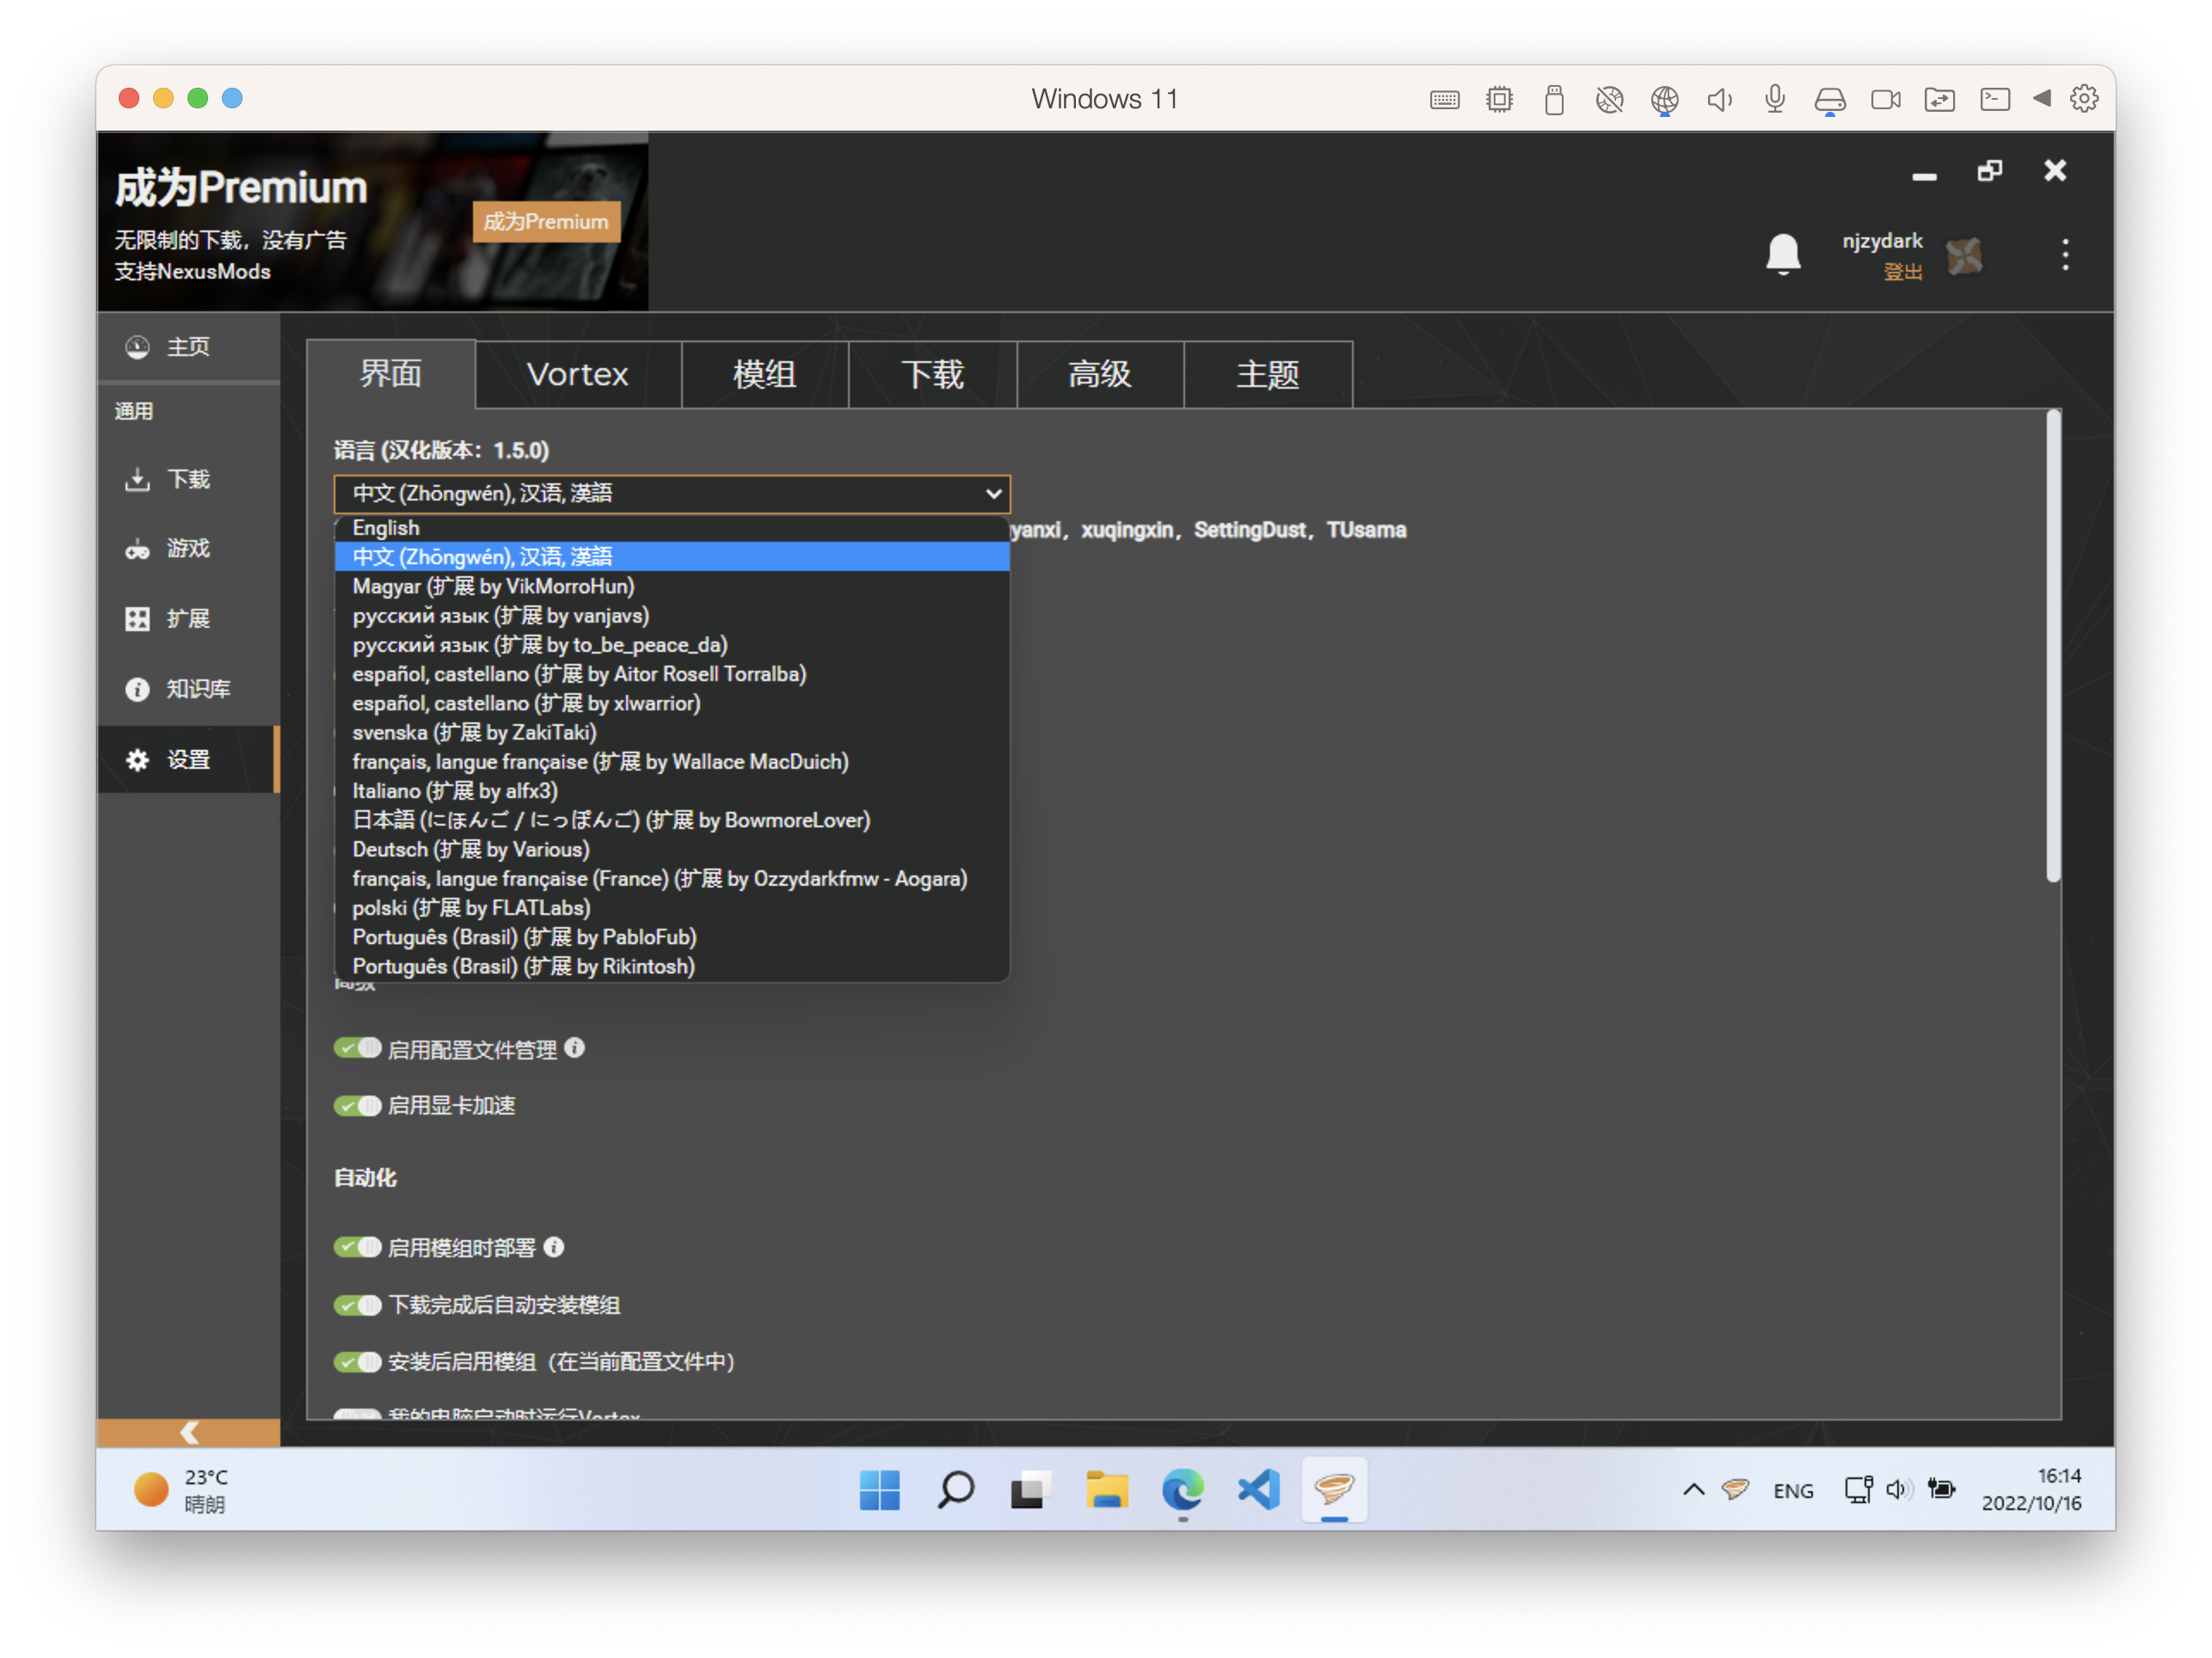 Windows 11
成为Premium
成为Premium
无限制的下载，没有广告
支持NexusMods
njzydark
登出
主页
通用
下载
游戏
扩展
知识库
设置
界面
Vortex
模组
下载
高级
主题
语言 (汉化版本：1.5.0)
中文 (Zhōngwén), 汉语, 漢語
yanxi，xuqingxin，SettingDust，TUsama
English
中文 (Zhōngwén), 汉语, 漢語
Magyar (扩展 by VikMorroHun)
русский язык (扩展 by vanjavs)
русский язык (扩展 by to_be_peace_da)
español, castellano (扩展 by Aitor Rosell Torralba)
español, castellano (扩展 by xlwarrior)
svenska (扩展 by ZakiTaki)
français, langue française (扩展 by Wallace MacDuich)
Italiano (扩展 by alfx3)
日本語 (にほんご / にっぽんご) (扩展 by BowmoreLover)
Deutsch (扩展 by Various)
français, langue française (France) (扩展 by Ozzydarkfmw - Aogara)
polski (扩展 by FLATLabs)
Português (Brasil) (扩展 by PabloFub)
Português (Brasil) (扩展 by Rikintosh)
高级
启用配置文件管理
启用显卡加速
自动化
启用模组时部署
下载完成后自动安装模组
安装后启用模组（在当前配置文件中）
我的电脑启动时运行Vortex
23°C
晴朗
ENG
16:14
2022/10/16